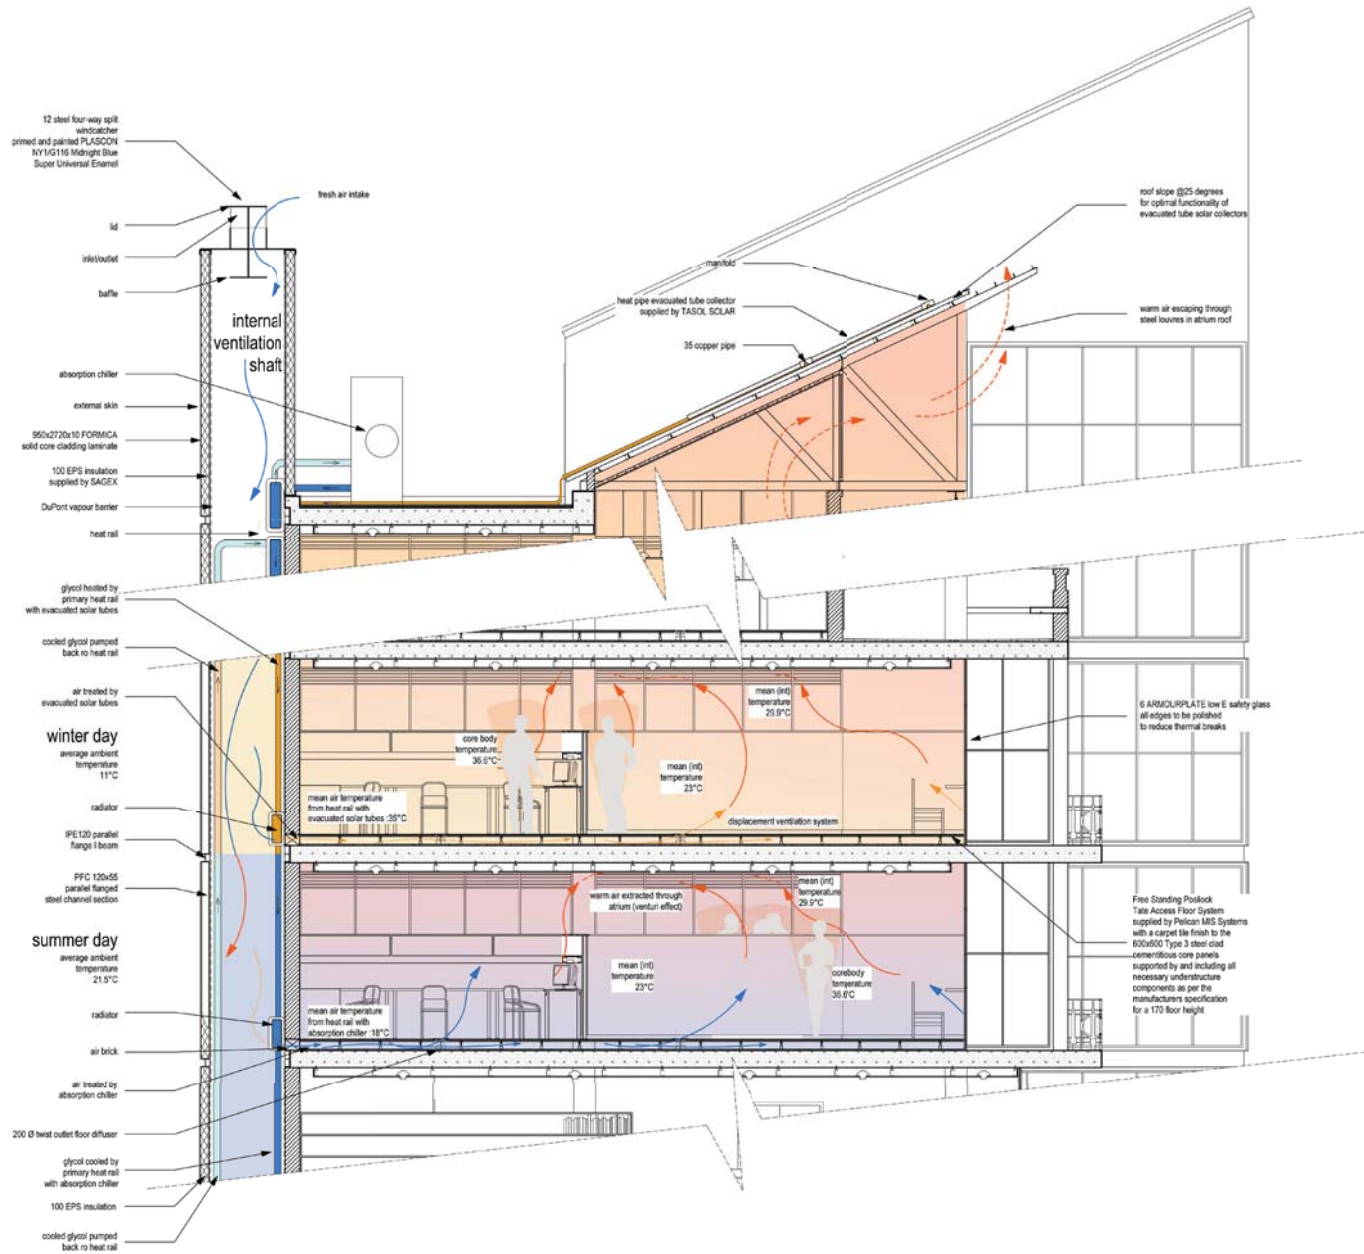 12 steel four-way split
windcatcher
primed and painted PLASCON
NY1/G116 Midnight Blue
Super Universal Enamel
fresh air intake
lid
inlet/outlet
baffle
internal
ventilation
shaft
absorption chiller
external skin
950x2720x10 FORMICA
solid core cladding laminate
100 EPS insulation
supplied by SAGEX
DuPont vapour barrier
heat rail
glycol heated by
primary heat rail
with evacuated solar tubes
cooled glycol pumped
back ro heat rail
air treated by
evacuated solar tubes
winter day
average ambient
temperature
11°C
radiator
IPE120 parallel
flange I beam
PFC 120x55
parallel flanged
steel channel section
summer day
average ambient
temperature
21.5°C
radiator
air brick
air treated by
absorption chiller
200 Ø twist outlet floor diffuser
glycol cooled by
primary heat rail
with absorption chiller
100 EPS insulation
cooled glycol pumped
back ro heat rail
manifold
heat pipe evacuated tube collector
supplied by TASOL SOLAR
35 copper pipe
roof slope @25 degrees
for optimal functionality of
evacuated tube solar collectors
warm air escaping through
steel louvres in atrium roof
mean (int)
temperature
29.9°C
core body
temperature
36.6°C
mean (int)
temperature
23°C
mean air temperature
from heat rail with
evacuated solar tubes :35°C
displacement ventilation system
6 ARMOURPLATE low E safety glass
all edges to be polished
to reduce thermal breaks
mean (int)
temperature
29.9°C
warm air extracted through
atrium (venturi effect)
mean (int)
temperature
23°C
corebody
temperature
36.6'C
mean air temperature
from heat rail with
absorption chiller :18°C
Free Standing Posilock
Tate Access Floor System
supplied by Pelican MIS Systems
with a carpet tile finish to the
600x600 Type 3 steel clad
cementitious core panels
supported by and including all
necessary understructure
components as per the
manufacturers specification
for a 170 floor height